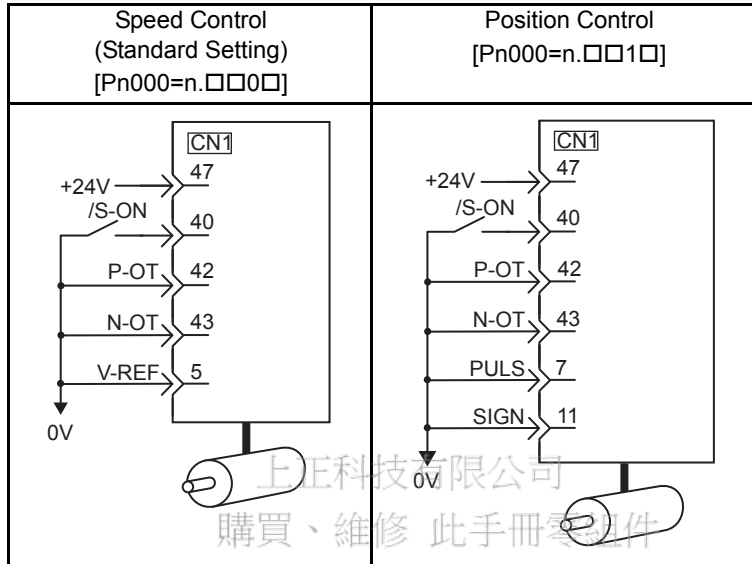 Speed Control
(Standard Setting)
[Pn000=n.□□0□]
Position Control
[Pn000=n.□□1□]
CN1
+24V 47
/S-ON 40
P-OT 42
N-OT 43
V-REF 5
0V
CN1
+24V 47
/S-ON 40
P-OT 42
N-OT 43
PULS 7
SIGN 11
0V
上正科技有限公司
購買、維修 此手冊零組件